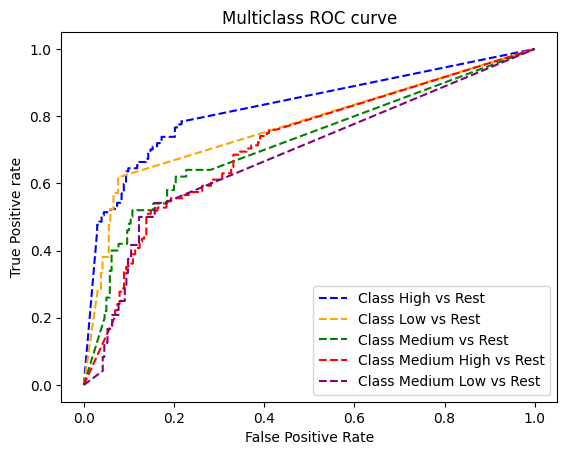 Multiclass ROC curve
True Positive rate
1.0
0.8
0.6
0.4
0.2
0.0
Class High vs Rest
Class Low vs Rest
Class Medium vs Rest
Class Medium High vs Rest
Class Medium Low vs Rest
0.0 0.2 0.4 0.6 0.8 1.0
False Positive Rate